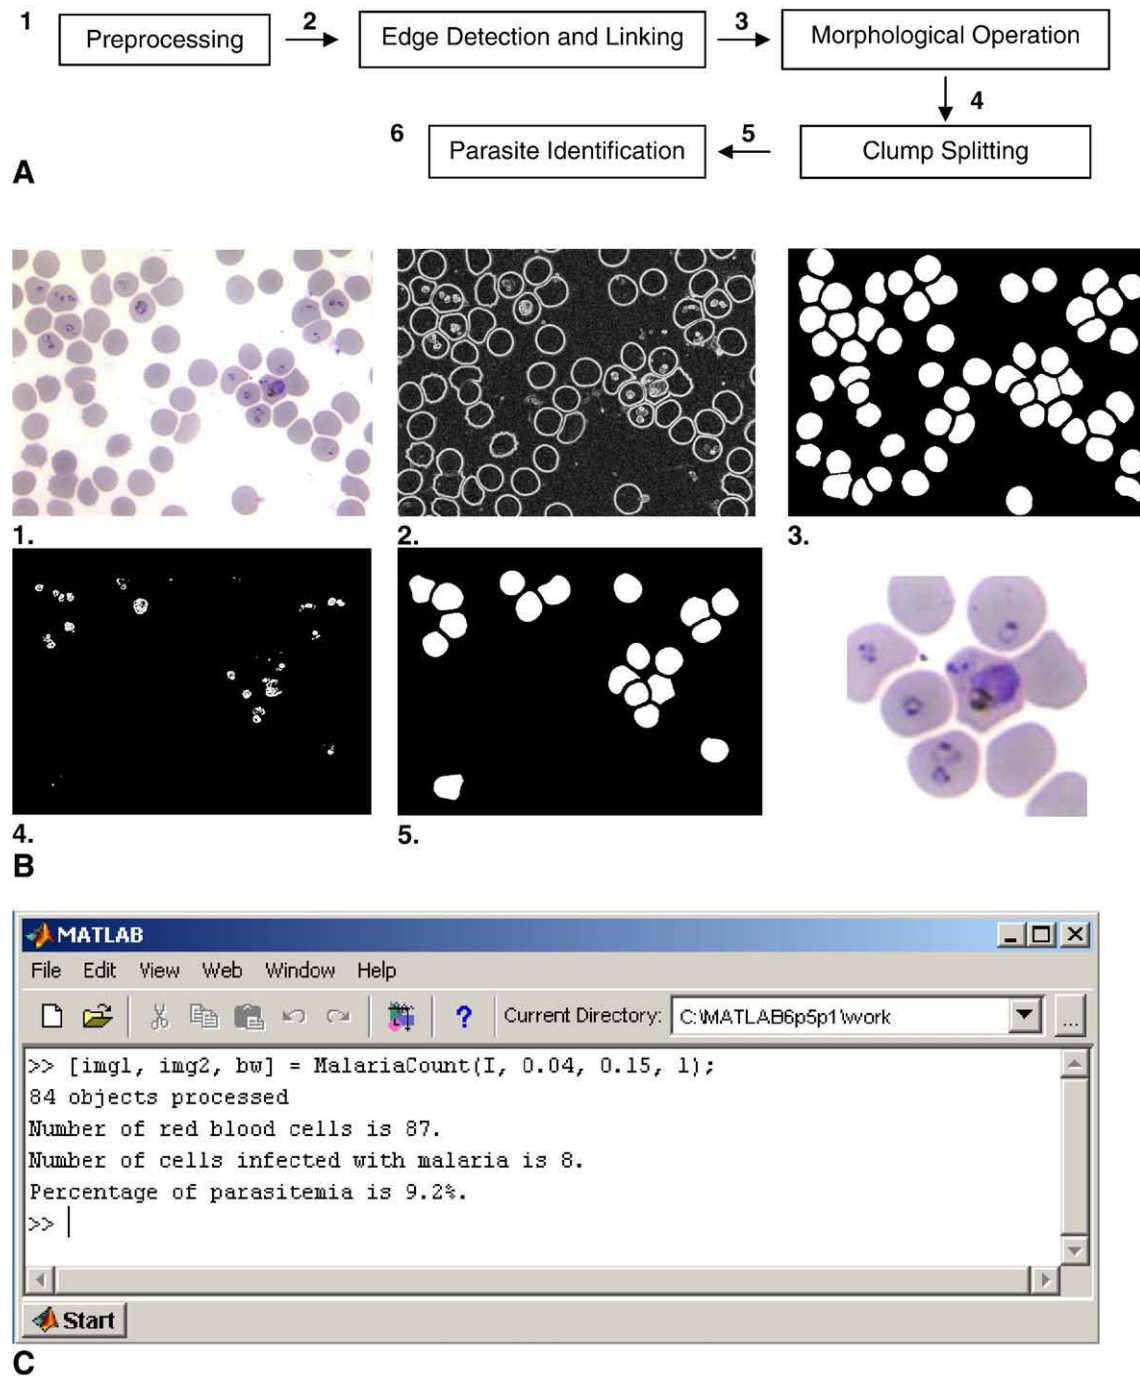 1 Preprocessing 2 Edge Detection and Linking 3 Morphological Operation
4
6 Parasite Identification 5 Clump Splitting
A
1. 2. 3.
4. 5.
B
MATLAB
File Edit View Web Window Help
? Current Directory: C:\MATLAB6p5p1\work ...
>> [img1, img2, bw] = MalariaCount(I, 0.04, 0.15, 1);
84 objects processed
Number of red blood cells is 87.
Number of cells infected with malaria is 8.
Percentage of parasitemia is 9.2%.
>>
Start
C